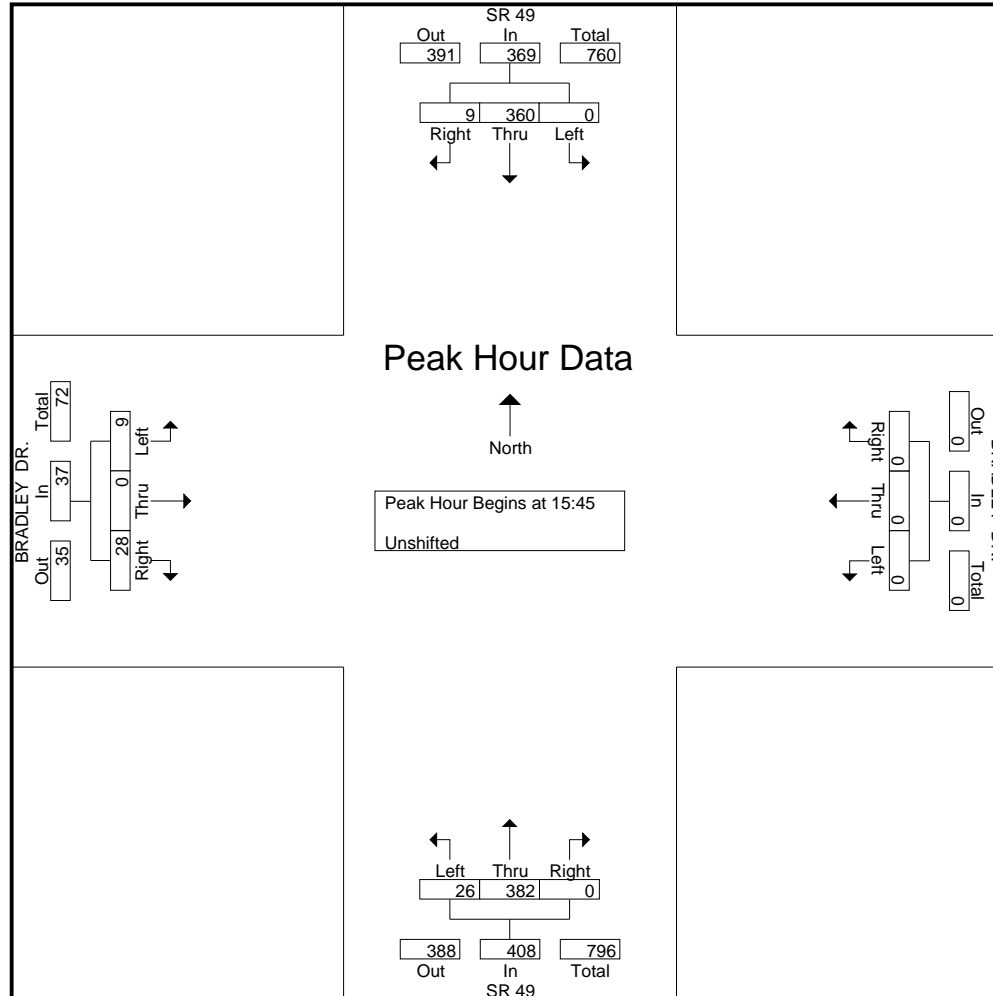 SR 49
Out In Total
391 369 760
9 360 0
Right Thru Left
Peak Hour Data
North
Peak Hour Begins at 15:45
Unshifted
BRADLEY DR.
Total In Out
72 37 35
9 0 28
Left Thru Right
Right Thru Left
0 0 0
Out In Total
0 0 0
Left Thru Right
26 382 0
388 408 796
Out In Total
SR 49